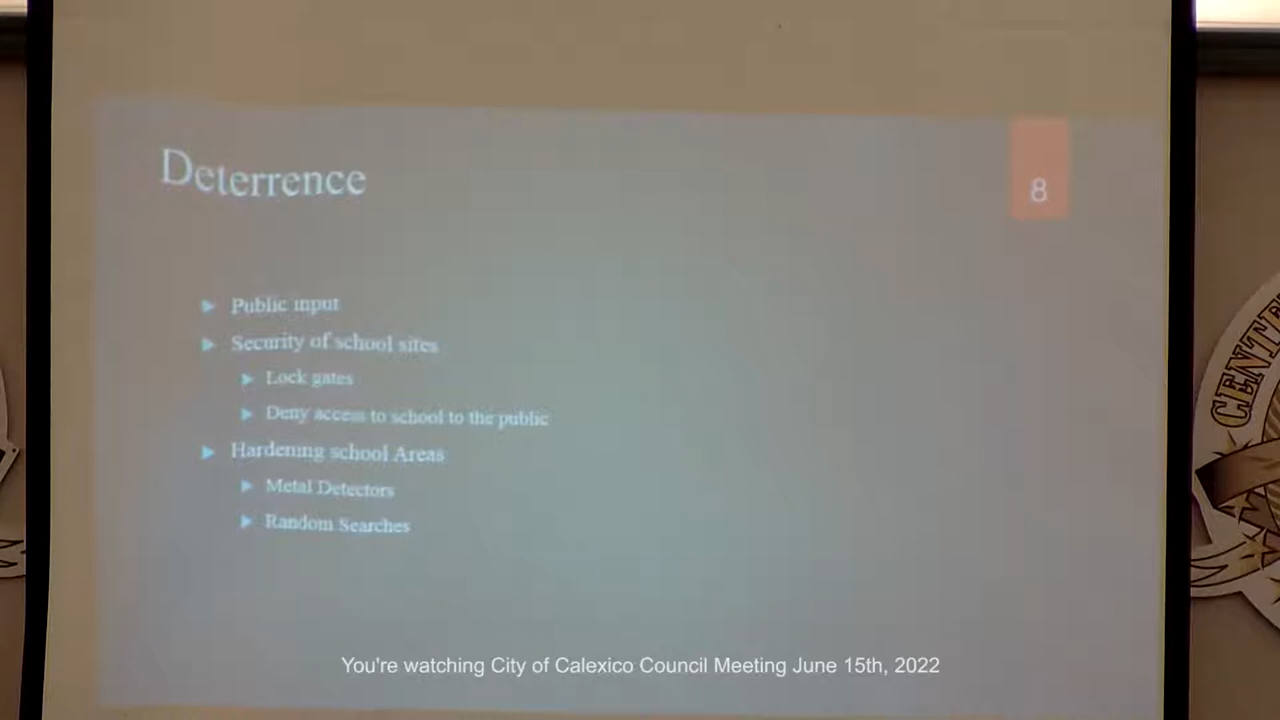 Deterrence
8
Public input
Security of school sites
Lock gates
Deny access to school to the public
Hardening school Areas
Metal Detectors
Random Searches
CENTE
You're watching City of Calexico Council Meeting June 15th, 2022